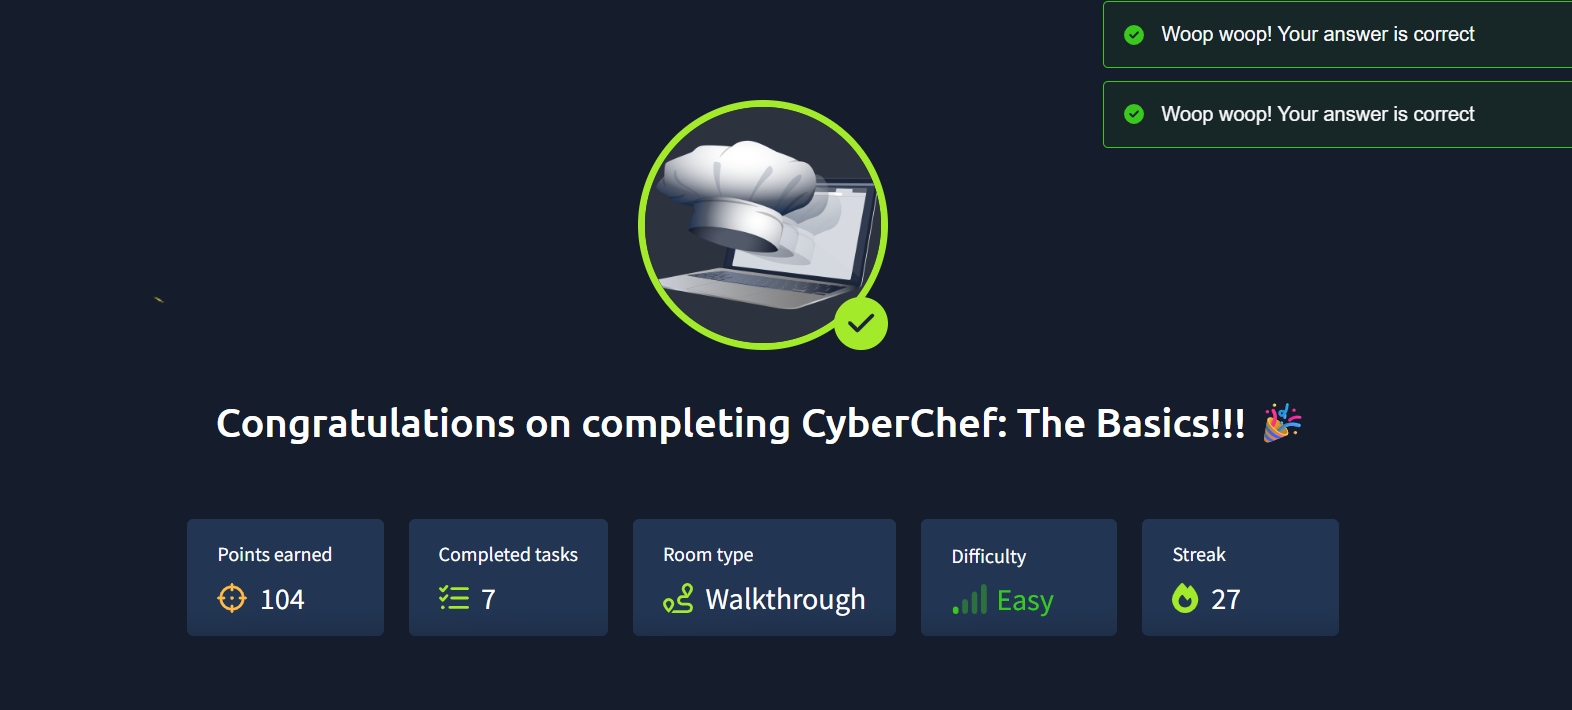 Woop woop! Your answer is correct
Woop woop! Your answer is correct
Congratulations on completing CyberChef: The Basics!!! 🎉
Points earned
104
Completed tasks
7
Room type
Walkthrough
Difficulty
Easy
Streak
27